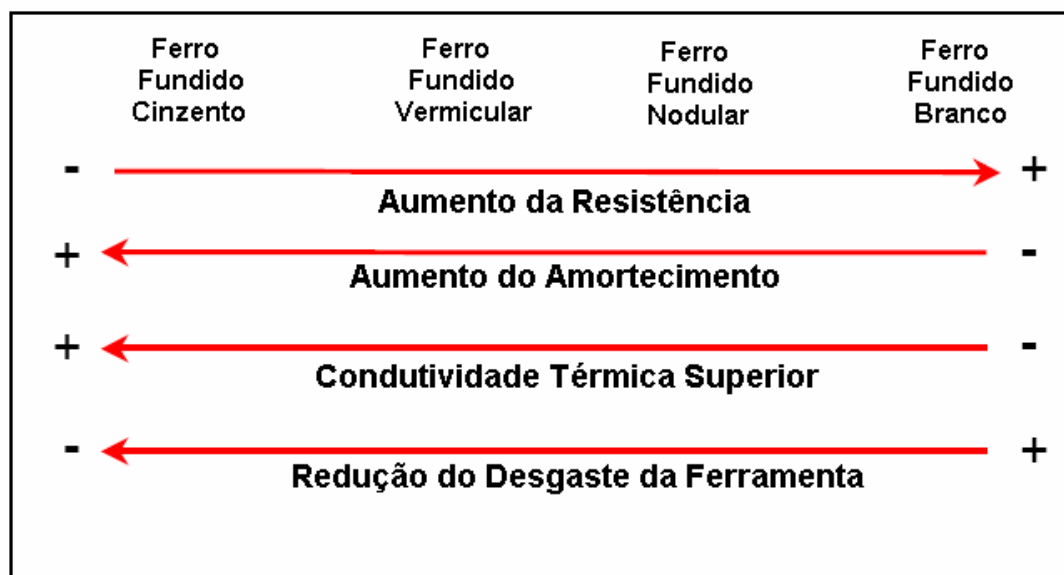 Ferro Fundido Cinzento
Ferro Fundido Vermicular
Ferro Fundido Nodular
Ferro Fundido Branco
- +
Aumento da Resistência
+ -
Aumento do Amortecimento
+ -
Condutividade Térmica Superior
- +
Redução do Desgaste da Ferramenta